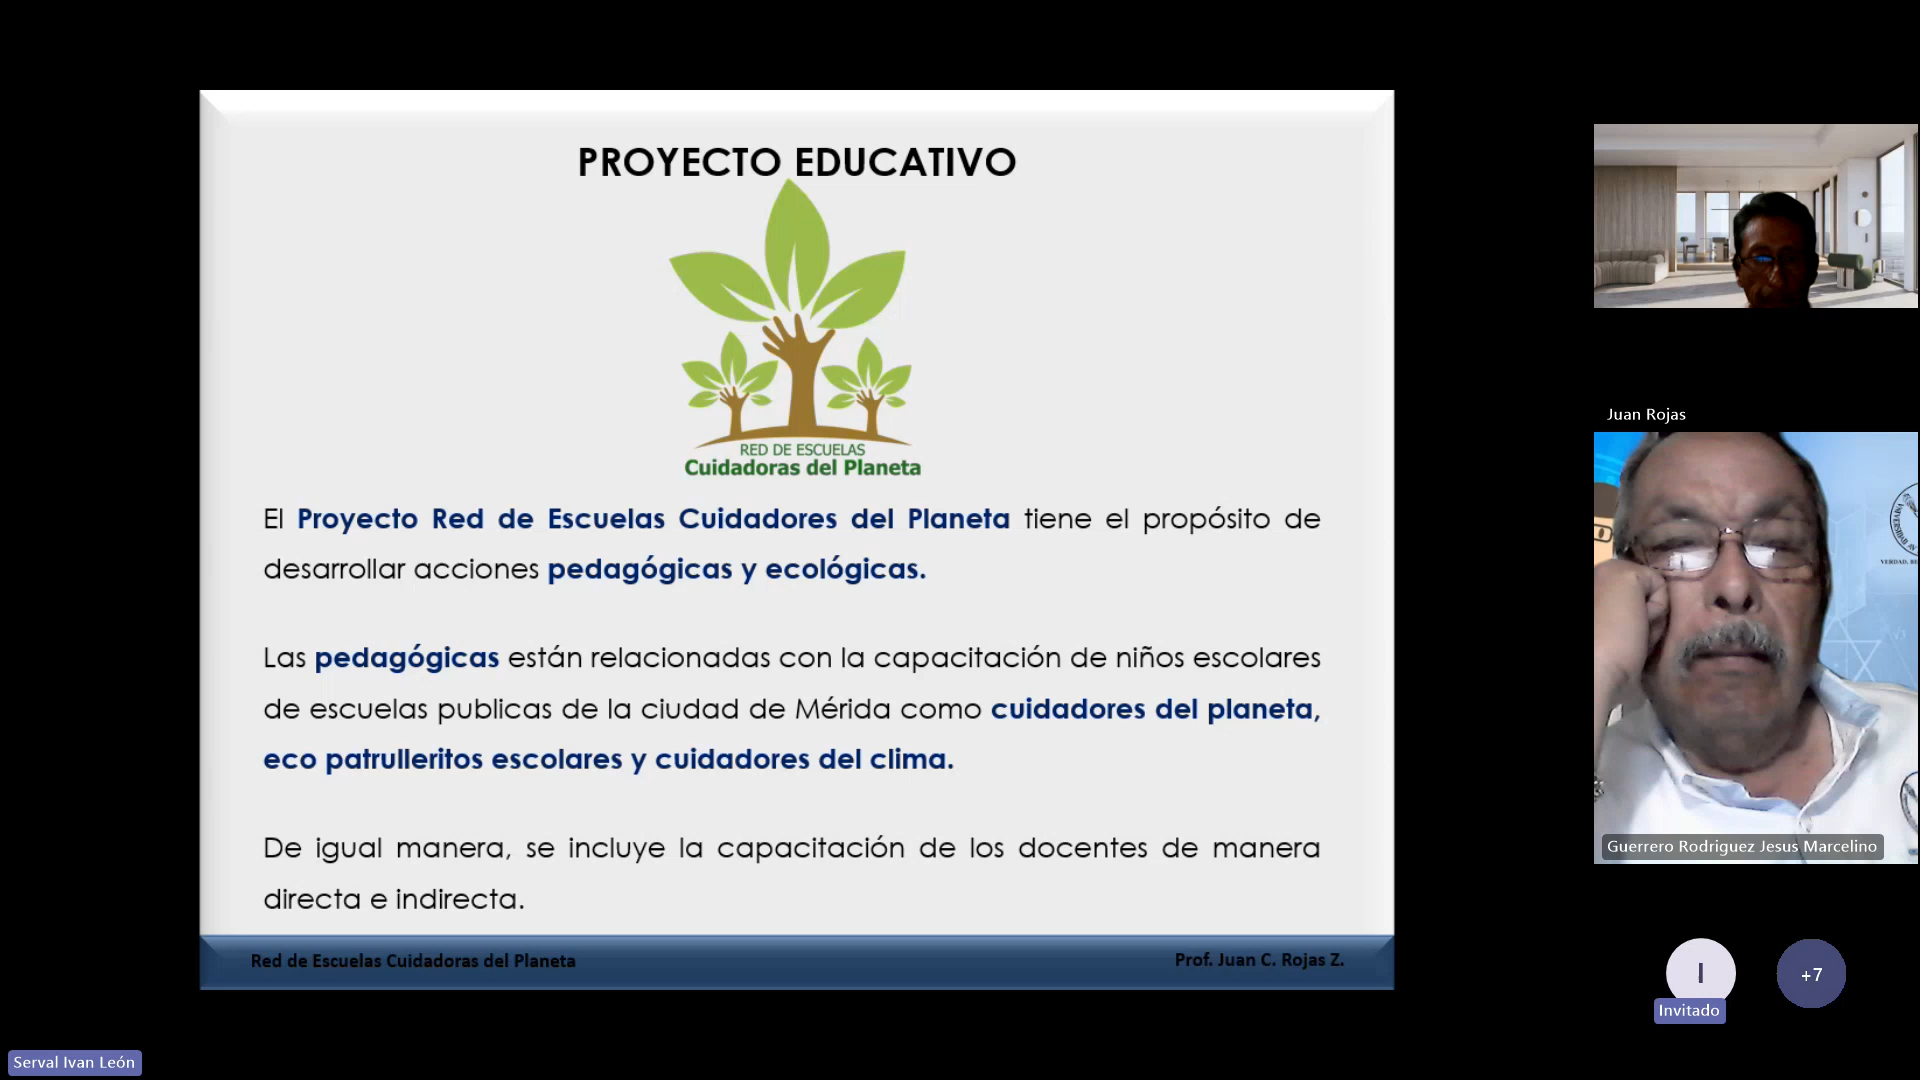 PROYECTO EDUCATIVO
RED DE ESCUELAS
Cuidadoras del Planeta
El Proyecto Red de Escuelas Cuidadores del Planeta tiene el propósito de
desarrollar acciones pedagógicas y ecológicas.
Las pedagógicas están relacionadas con la capacitación de niños escolares
de escuelas publicas de la ciudad de Mérida como cuidadores del planeta,
eco patrulleritos escolares y cuidadores del clima.
De igual manera, se incluye la capacitación de los docentes de manera
directa e indirecta.
Red de Escuelas Cuidadoras del Planeta
Prof. Juan C. Rojas Z.
Juan Rojas
Guerrero Rodriguez Jesus Marcelino
I
Invitado
+7
Serval Ivan León